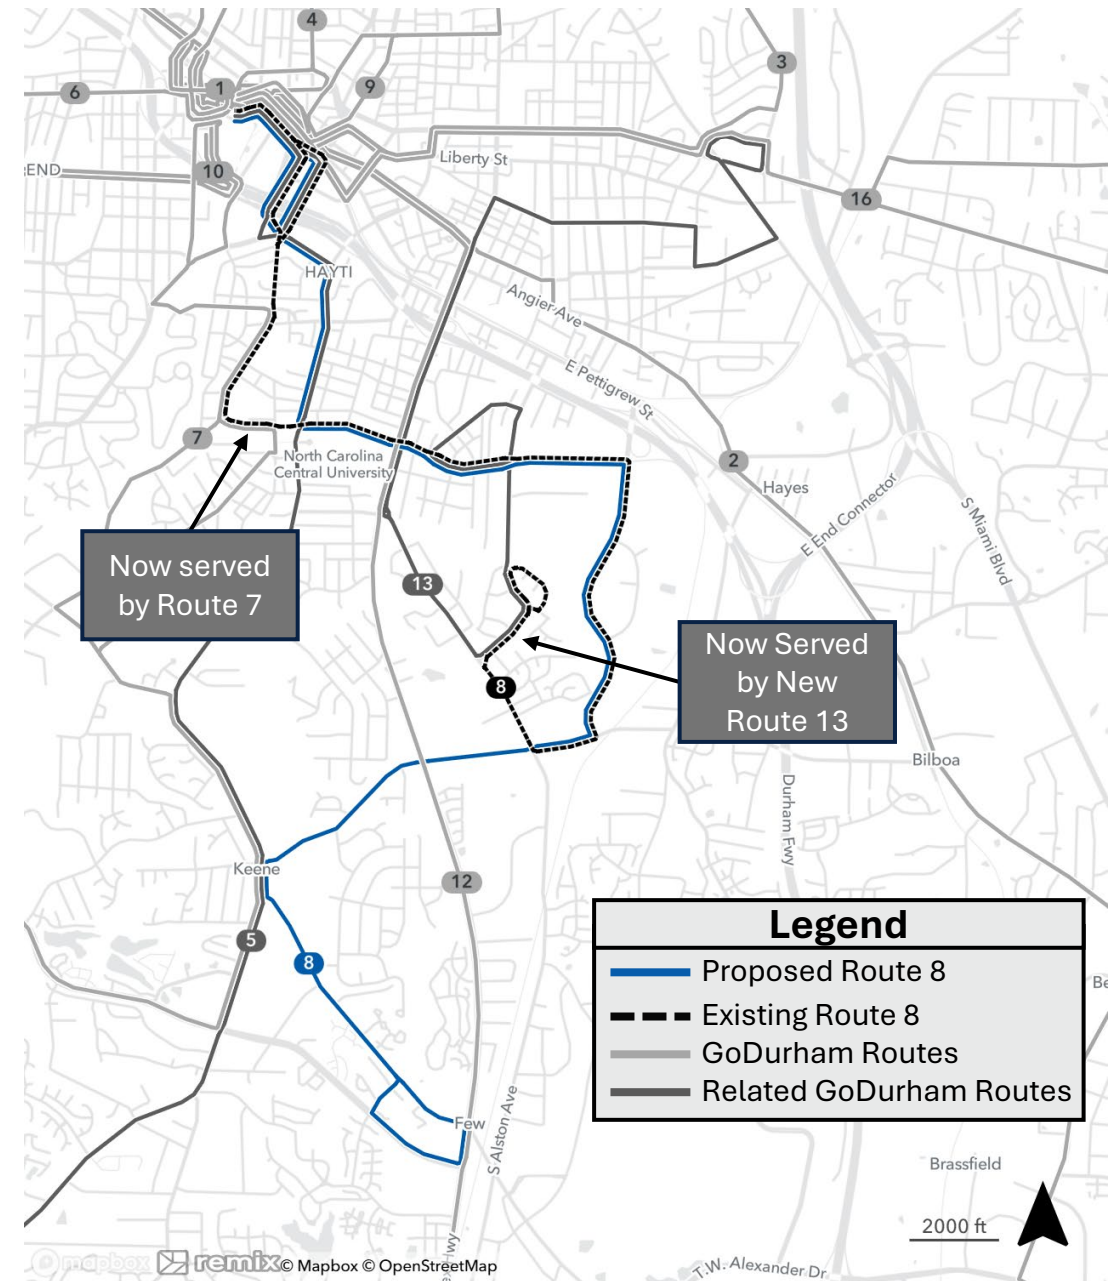 4
3
6
1
9
Liberty St
END
10
16
HAYTI
Angier Ave
E Pettigrew St
7
North Carolina
Central University
2
Hayes
E End Connector
S Miami Blvd
Now served
by Route 7
13
Now Served
by New
Route 13
8
Bilboa
Durham Fwy
Keene
12
5
8
Legend
Proposed Route 8
Existing Route 8
GoDurham Routes
Related GoDurham Routes
Be
Few
S Alston Ave
Brassfield
2000 ft
mapbox
remix
© Mapbox © OpenStreetMap
T.W. Alexander Dr